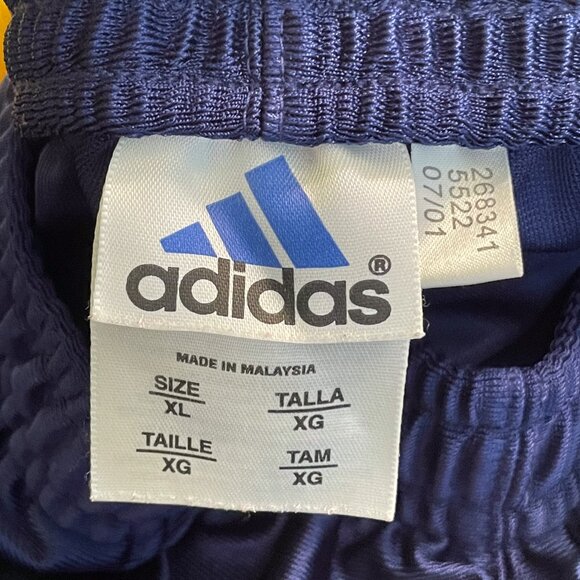 adidas®
MADE IN MALAYSIA
SIZE
XL
TALLA
XG
TAILLE
XG
TAM
XG
268341
5522
07/01